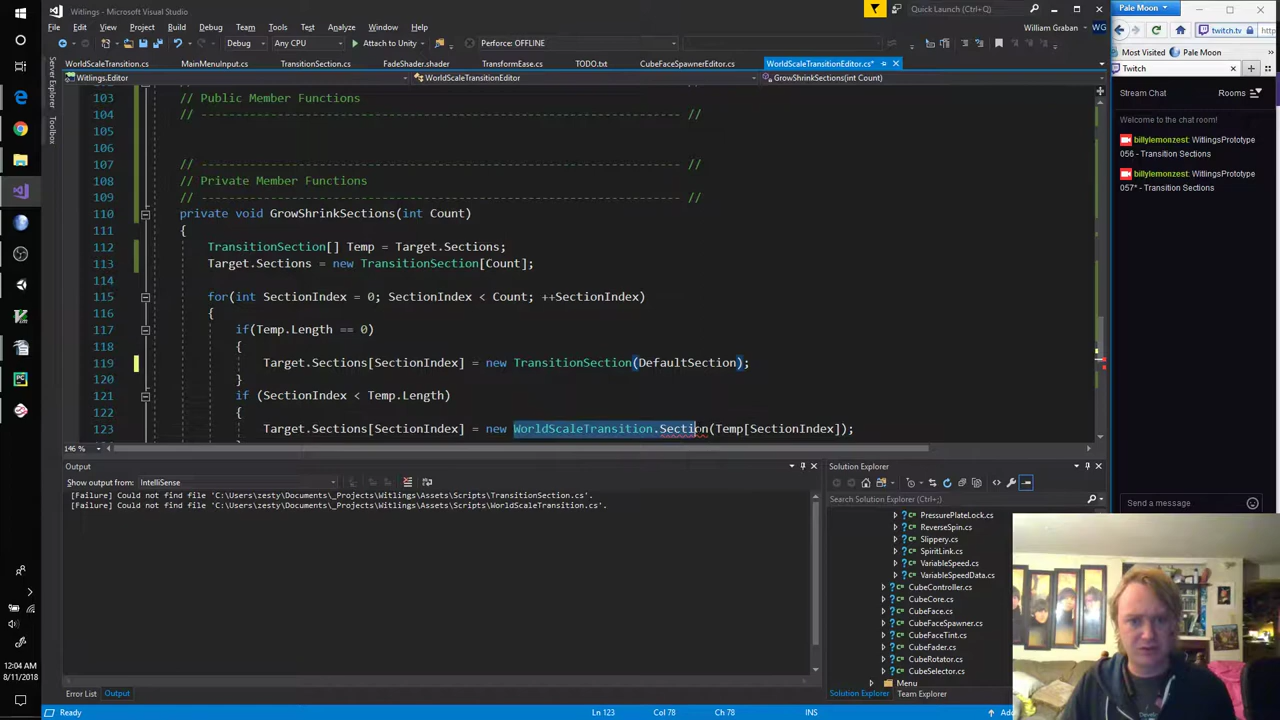 Witlings - Microsoft Visual Studio
Quick Launch (Ctrl+Q)
Pale Moon
File Edit View Project Build Debug Team Tools Analyze Window Help
William Graban WG
twitch.tv http
Debug Any CPU Attach to Unity Perforce: OFFLINE
Most Visited Pale Moon
WorldScaleTransition.cs MainMenuInput.cs TransitionSection.cs FadeShader.shader TransformEase.cs TODO.txt CubeFaceSpawnerEditor.cs WorldScaleTransitionEditor.cs*
Twitch
Witlings.Editor WorldScaleTransitionEditor GrowShrinkSections(int Count)
Server Explorer
Toolbox
Stream Chat Rooms
103 // Public Member Functions
104 // --------------------------------------------------------- //
105
106
107 // --------------------------------------------------------- //
108 // Private Member Functions
109 // --------------------------------------------------------- //
110 private void GrowShrinkSections(int Count)
111 {
112 TransitionSection[] Temp = Target.Sections;
113 Target.Sections = new TransitionSection[Count];
114
115 for(int SectionIndex = 0; SectionIndex < Count; ++SectionIndex)
116 {
117 if(Temp.Length == 0)
118 {
119 Target.Sections[SectionIndex] = new TransitionSection(DefaultSection);
120 }
121 if (SectionIndex < Temp.Length)
122 {
123 Target.Sections[SectionIndex] = new WorldScaleTransition.Section(Temp[SectionIndex]);
146 %
Welcome to the chat room!
billylemonzest: WitlingsPrototype
056 - Transition Sections
billylemonzest: WitlingsPrototype
057* - Transition Sections
Send a message
Output
Show output from: IntelliSense
[Failure] Could not find file 'C:\Users\zesty\Documents\_Projects\Witlings\Assets\Scripts\TransitionSection.cs'.
[Failure] Could not find file 'C:\Users\zesty\Documents\_Projects\Witlings\Assets\Scripts\WorldScaleTransition.cs'.
Solution Explorer
Search Solution Explorer (Ctrl+;)
PressurePlateLock.cs
ReverseSpin.cs
Slippery.cs
SpiritLink.cs
VariableSpeed.cs
VariableSpeedData.cs
CubeController.cs
CubeCore.cs
CubeFace.cs
CubeFaceSpawner.cs
CubeFaceTint.cs
CubeFader.cs
CubeRotator.cs
CubeSelector.cs
Menu
Error List Output
Solution Explorer Team Explorer
12:04 AM
8/11/2018
Ready Ln 123 Col 78 Ch 78 INS